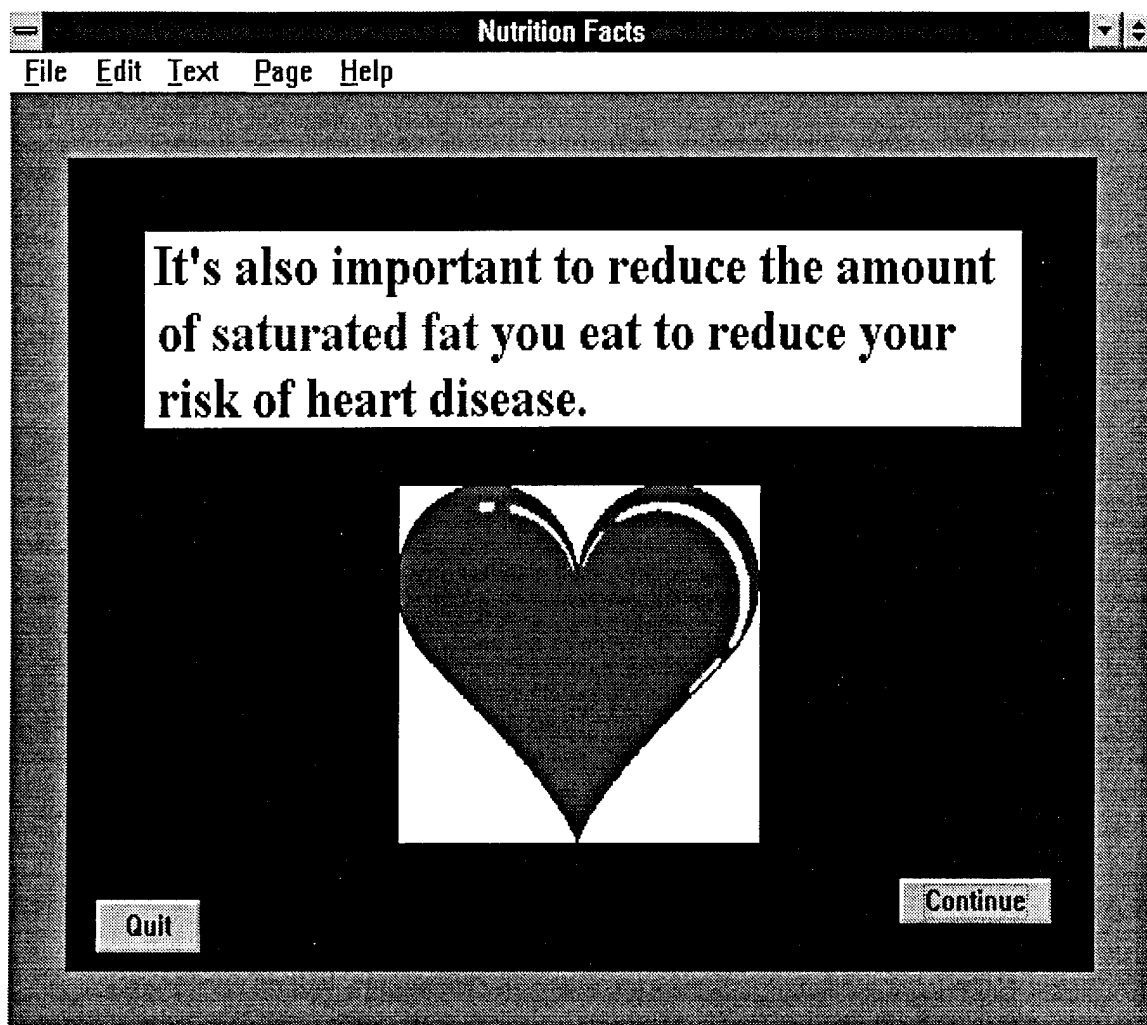 Nutrition Facts
File Edit Text Page Help
It's also important to reduce the amount
of saturated fat you eat to reduce your
risk of heart disease.
Continue
Quit